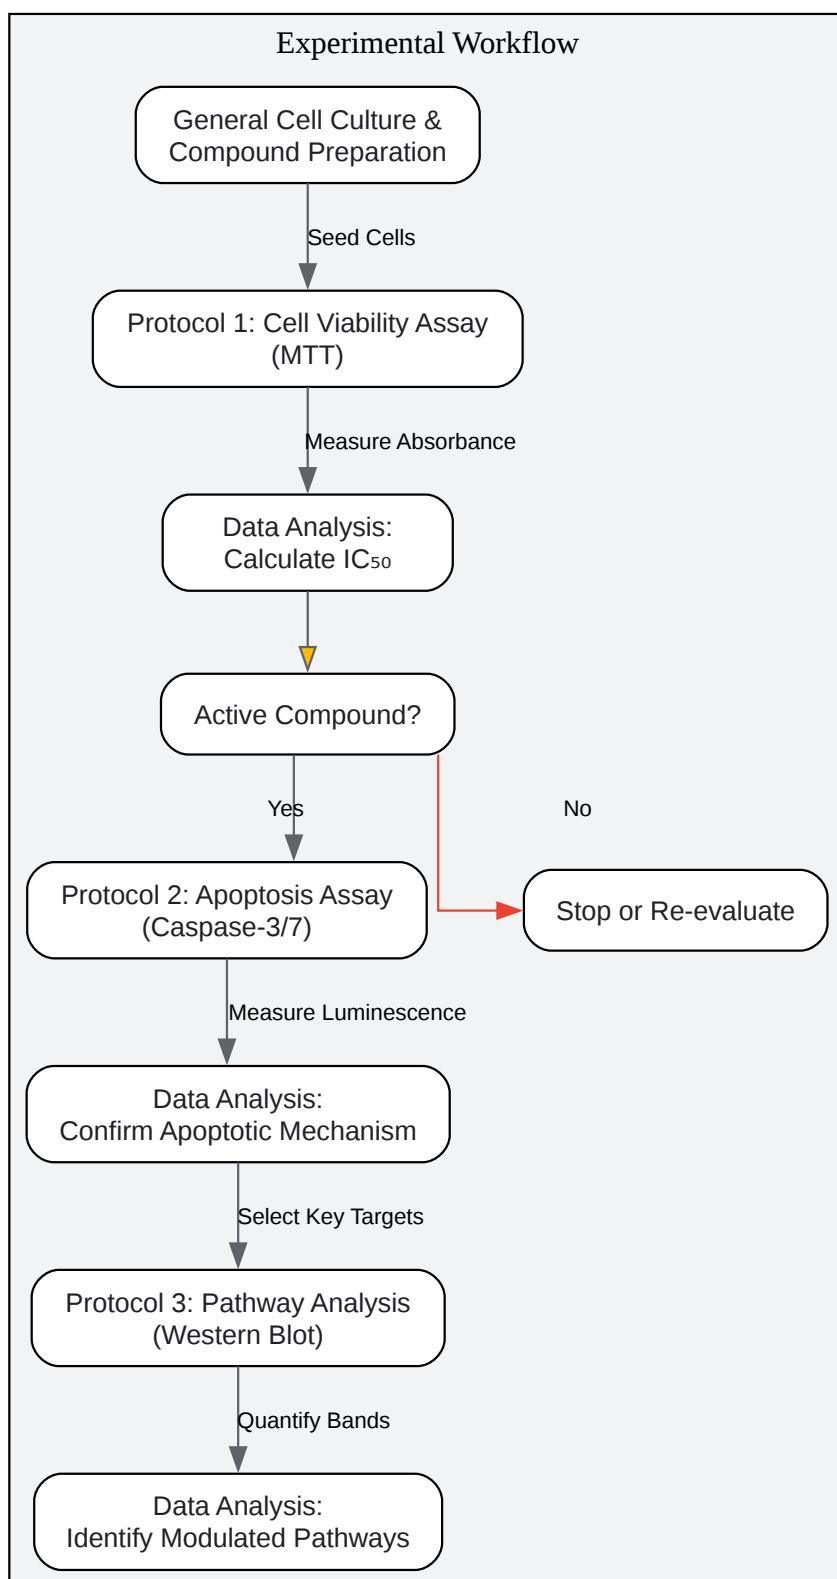 Experimental Workflow
General Cell Culture &
Compound Preparation
Seed Cells
Protocol 1: Cell Viability Assay
(MTT)
Measure Absorbance
Data Analysis:
Calculate IC₅₀
Active Compound?
Yes
No
Protocol 2: Apoptosis Assay
(Caspase-3/7)
Stop or Re-evaluate
Measure Luminescence
Data Analysis:
Confirm Apoptotic Mechanism
Select Key Targets
Protocol 3: Pathway Analysis
(Western Blot)
Quantify Bands
Data Analysis:
Identify Modulated Pathways